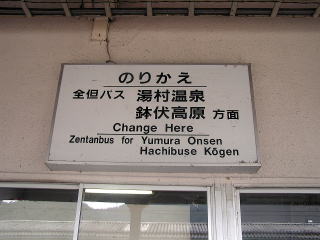 のりかえ
全但バス 湯村温泉
鉢伏高原 方面
Change Here
Zentanbus for Yumura Onsen
Hachibuse Kōgen